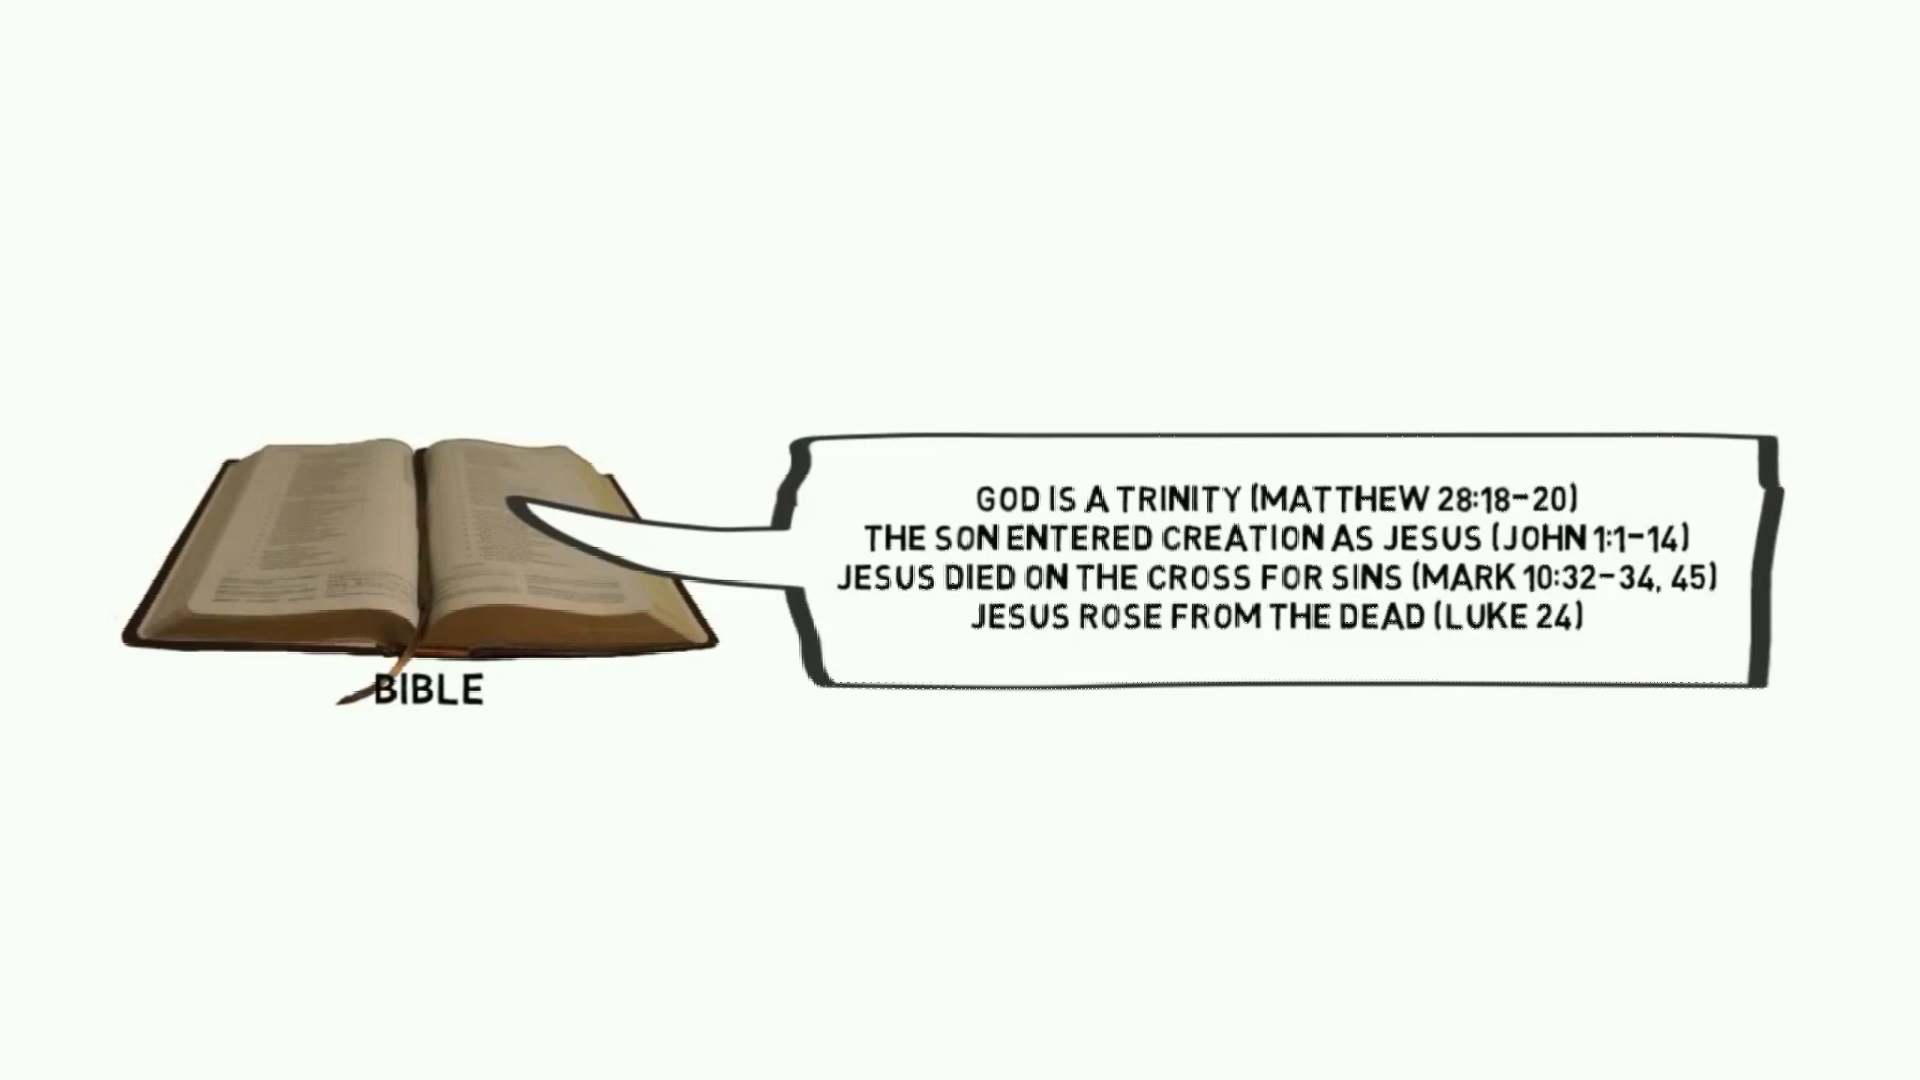 GOD IS A TRINITY (MATTHEW 28:18-20)
THE SON ENTERED CREATION AS JESUS (JOHN 1:1-14)
JESUS DIED ON THE CROSS FOR SINS (MARK 10:32-34, 45)
JESUS ROSE FROM THE DEAD (LUKE 24)
BIBLE